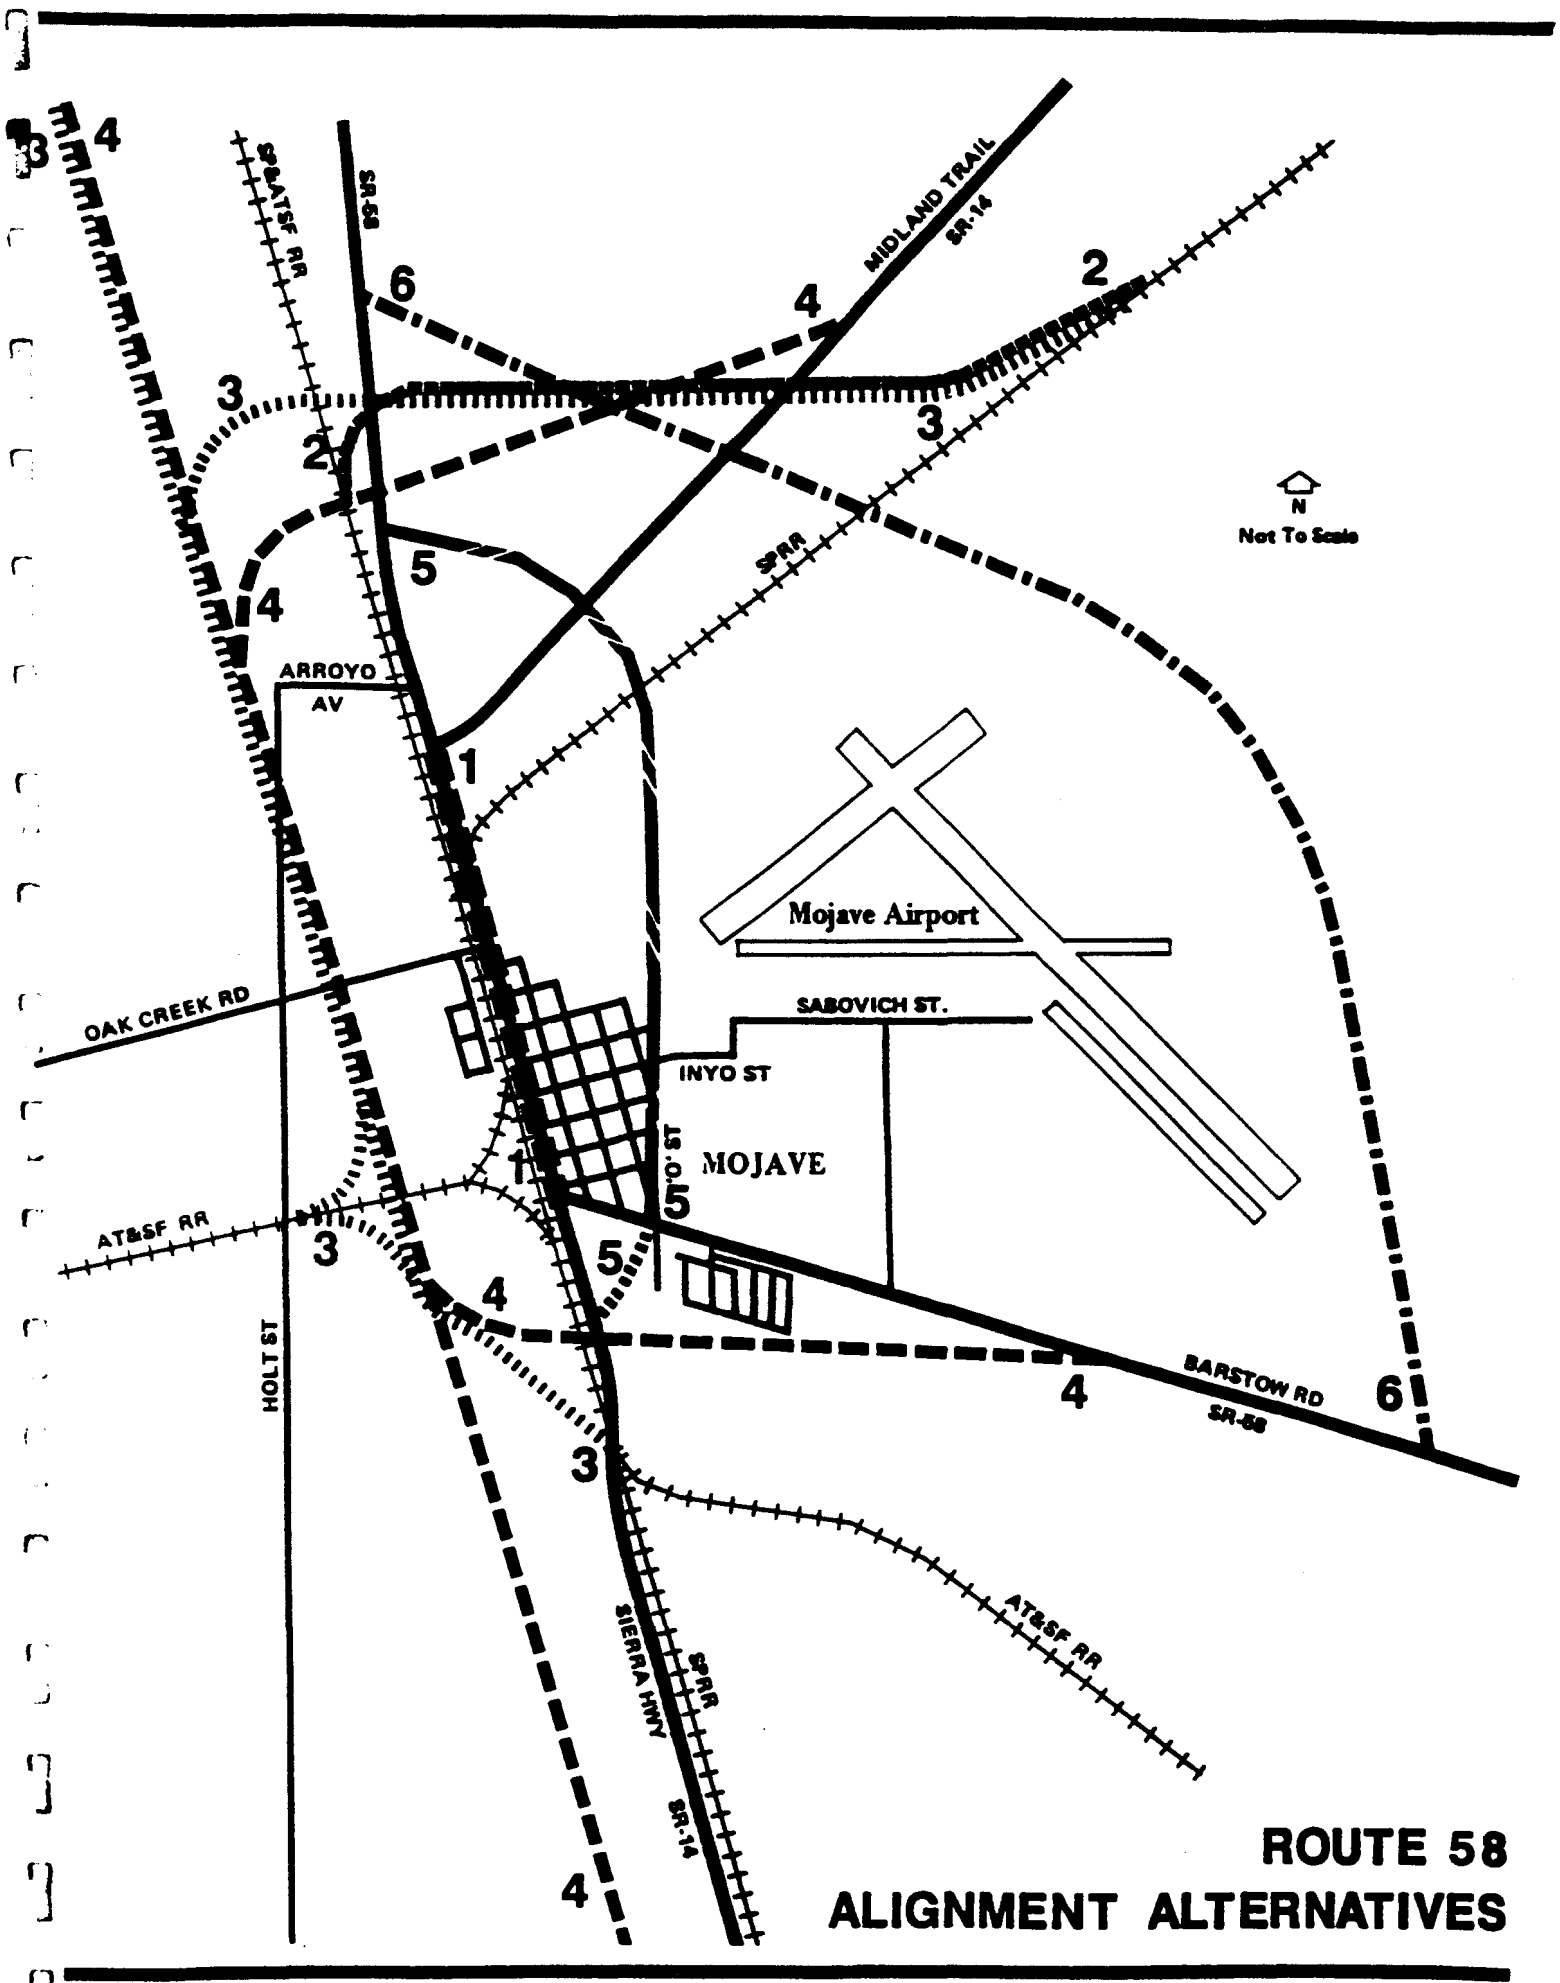 3
4
SP&ATSF RR
SR-58
MIDLAND TRAIL
SR-14
6
4
2
3
2
3
N
Not To Scale
5
SPRR
4
ARROYO
AV
1
Mojave Airport
OAK CREEK RD
SABOVICH ST.
INYO ST
'O' ST
MOJAVE
1
5
AT&SF RR
3
5
4
HOLT ST
4
BARSTOW RD
SR-58
6
3
AT&SF RR
SIERRA HWY
SPRR
SR-14
4
ROUTE 58
ALIGNMENT ALTERNATIVES